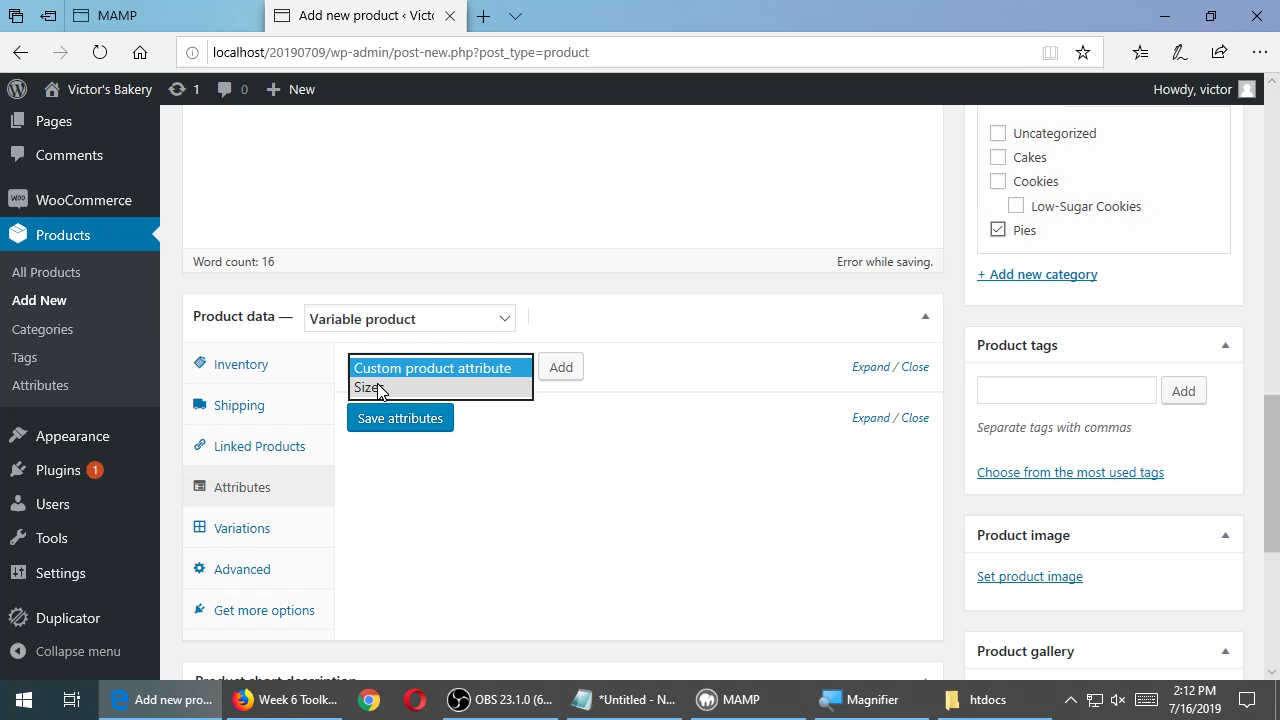 MAMP
Add new product ‹ Victo
localhost/20190709/wp-admin/post-new.php?post_type=product
Victor's Bakery
1
0
New
Howdy, victor
Pages
Comments
WooCommerce
Products
All Products
Add New
Categories
Tags
Attributes
Appearance
Plugins 1
Users
Tools
Settings
Duplicator
Collapse menu
Word count: 16
Error while saving.
Product data —
Variable product
Inventory
Shipping
Linked Products
Attributes
Variations
Advanced
Get more options
Custom product attribute
Add
Expand / Close
Save attributes
Expand / Close
Uncategorized
Cakes
Cookies
Low-Sugar Cookies
Pies
+ Add new category
Product tags
Add
Separate tags with commas
Choose from the most used tags
Product image
Set product image
Product gallery
Add new pro...
Week 6 Toolk...
OBS 23.1.0 (6...
*Untitled - N...
MAMP
Magnifier
htdocs
2:12 PM
7/16/2019